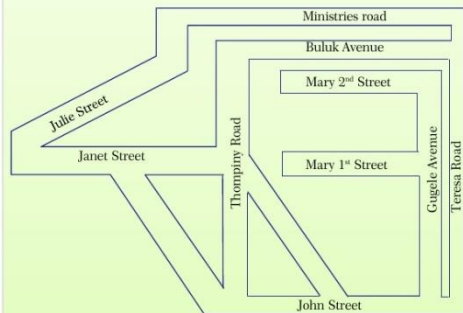 Ministries road
Buluk Avenue
Mary 2nd Street
Julie Street
Janet Street
Thompiny Road
Mary 1st Street
Gugele Avenue
Teresa Road
John Street